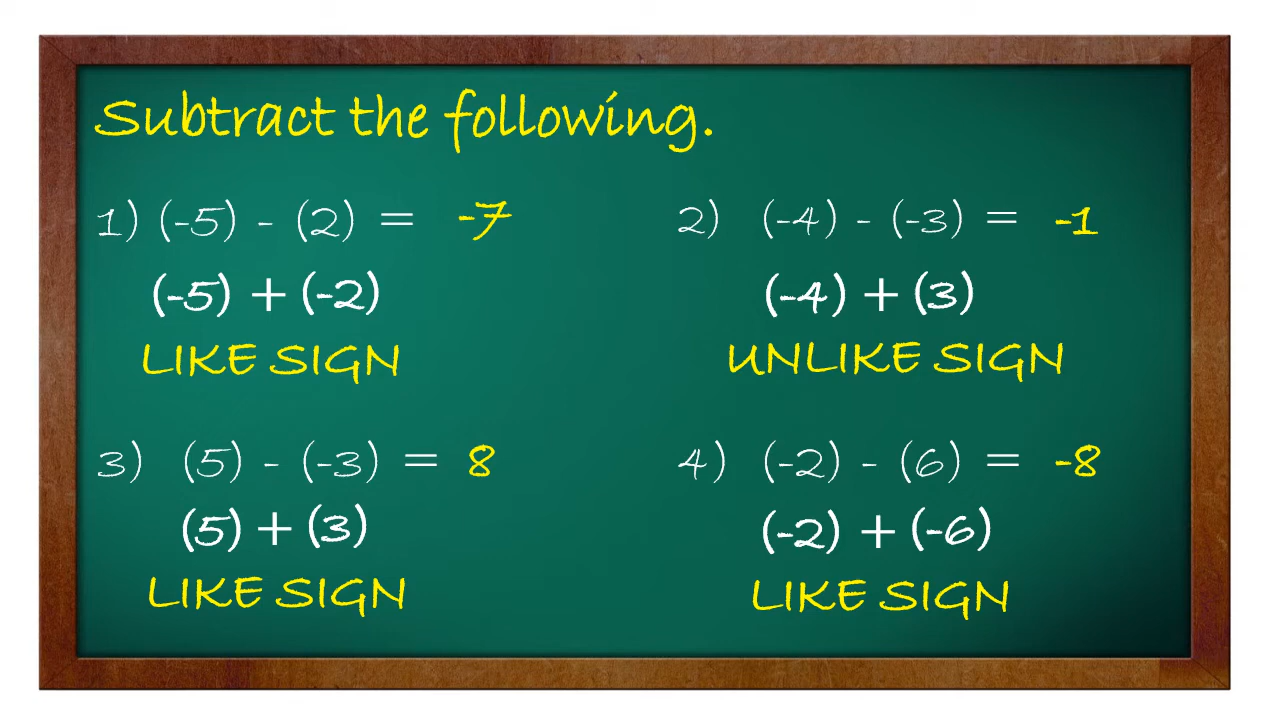 Subtract the following.
1) (-5) - (2) = -7
(-5) + (-2)
LIKE SIGN
2) (-4) - (-3) = -1
(-4) + (3)
UNLIKE SIGN
3) (5) - (-3) = 8
(5) + (3)
LIKE SIGN
4) (-2) - (6) = -8
(-2) + (-6)
LIKE SIGN